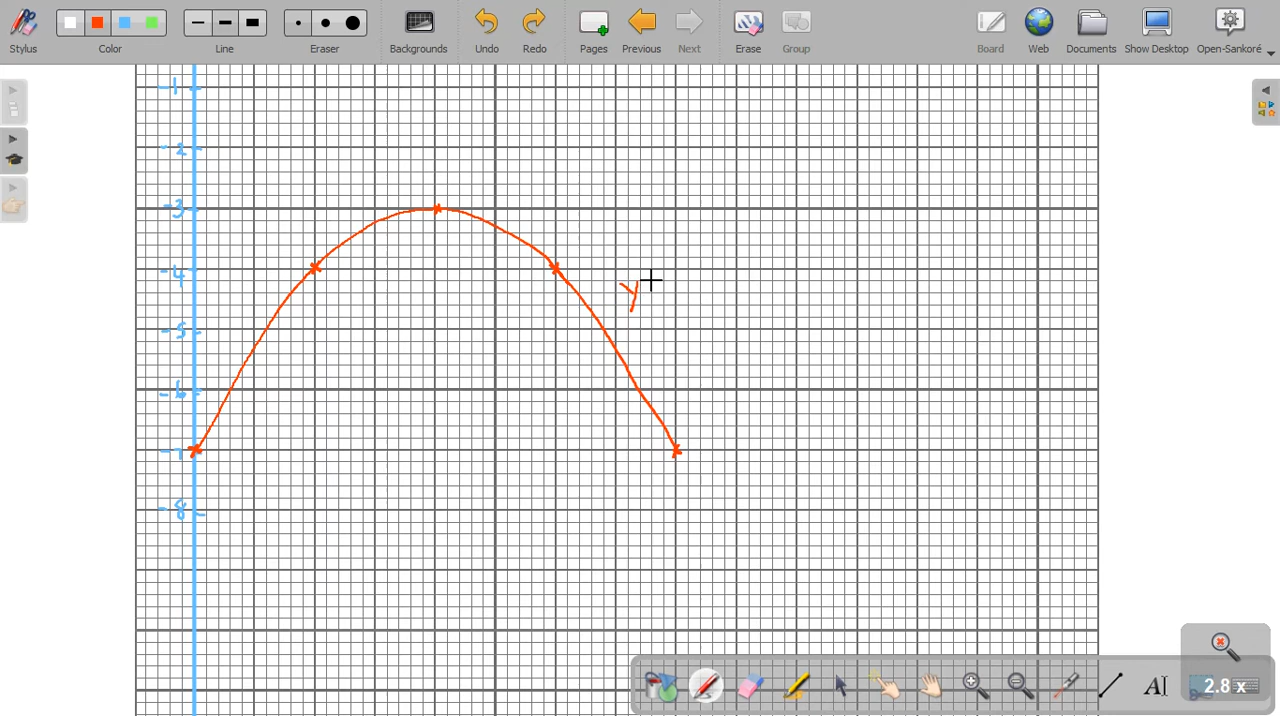 Stylus
Color
Line
Eraser
Backgrounds
Undo
Redo
Pages
Previous
Next
Erase
Group
Board
Web
Documents
Show Desktop
Open-Sankoré
-1
-2
-3
-4
-5
-6
-7
-8
y
2.8 x